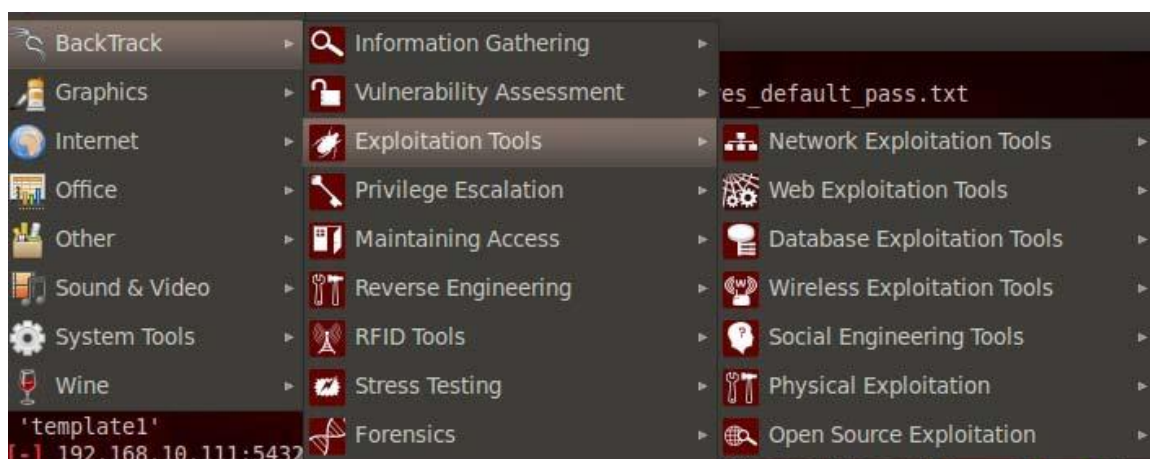 BackTrack
Graphics
Internet
Office
Other
Sound & Video
System Tools
Wine
Information Gathering
Vulnerability Assessment
Exploitation Tools
Privilege Escalation
Maintaining Access
Reverse Engineering
RFID Tools
Stress Testing
Forensics
Network Exploitation Tools
Web Exploitation Tools
Database Exploitation Tools
Wireless Exploitation Tools
Social Engineering Tools
Physical Exploitation
Open Source Exploitation
es_default_pass.txt
'template1'
[-] 192.168.10.111:5432